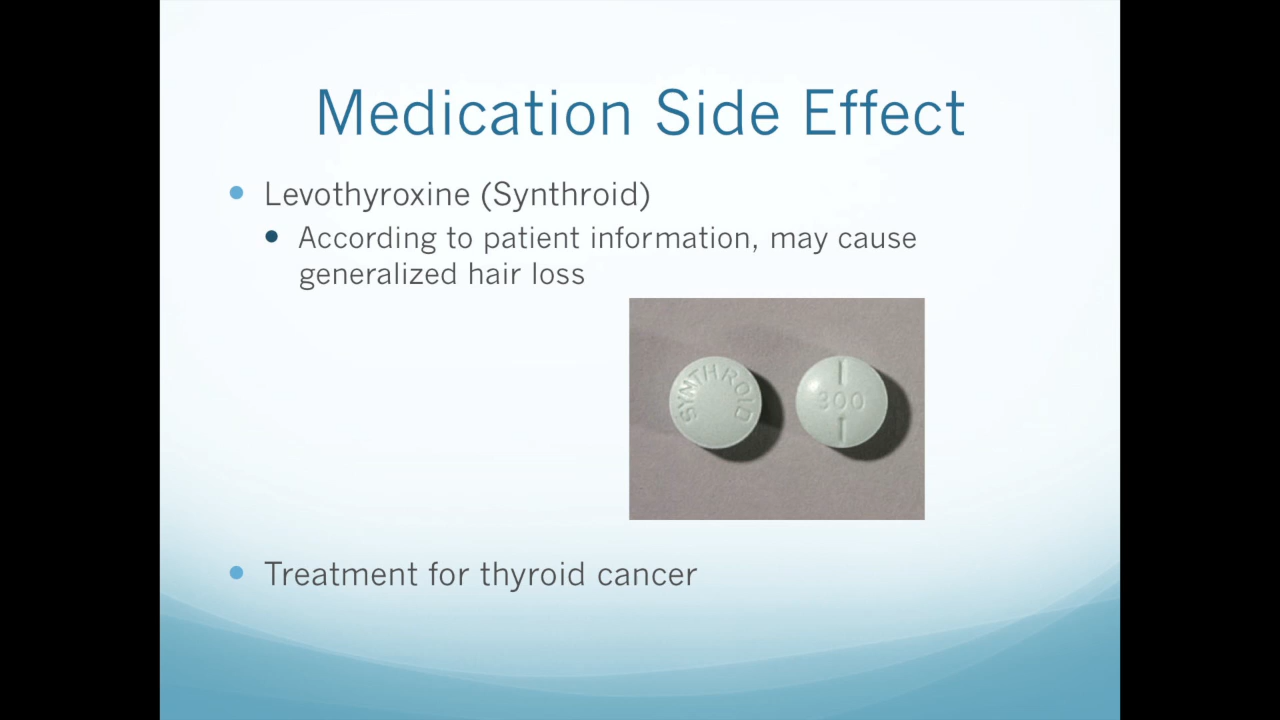 Medication Side Effect
Levothyroxine (Synthroid)
According to patient information, may cause
generalized hair loss
SYNTHROID
300
Treatment for thyroid cancer